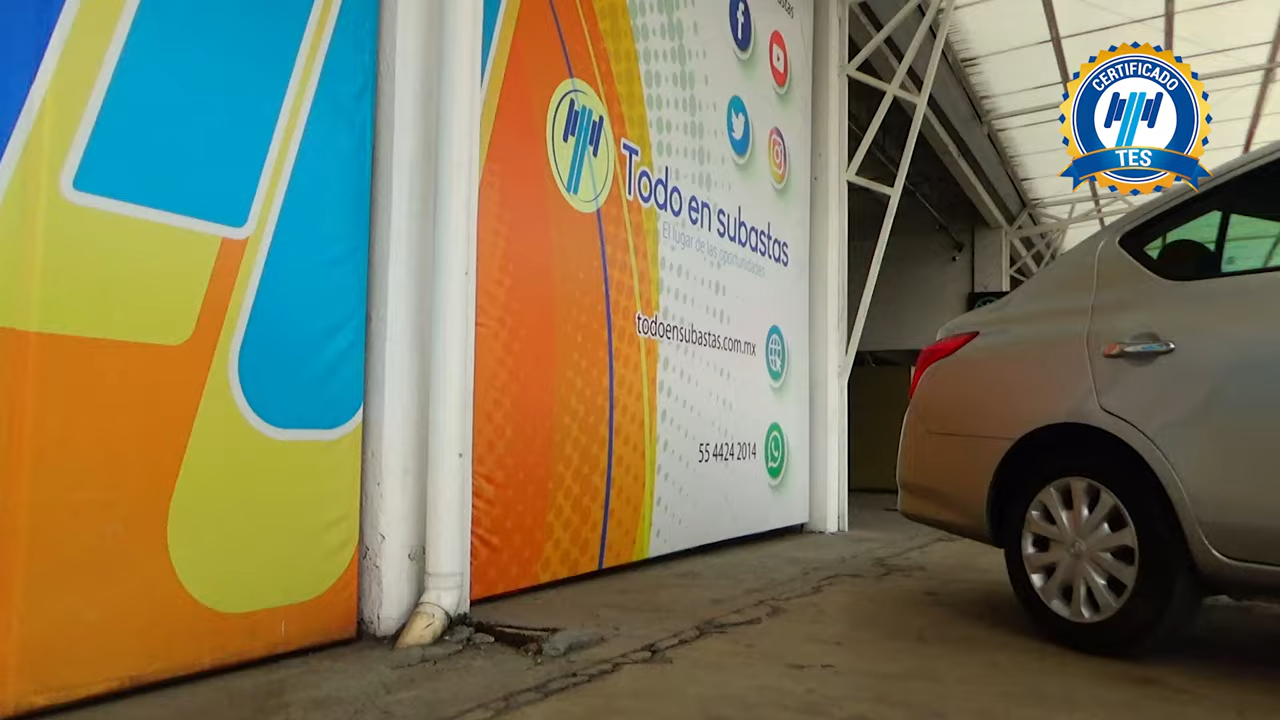 Todo en subastas
El lugar de las oportunidades
todoensubastas.com.mx
55 4424 2014
CERTIFICADO
TES